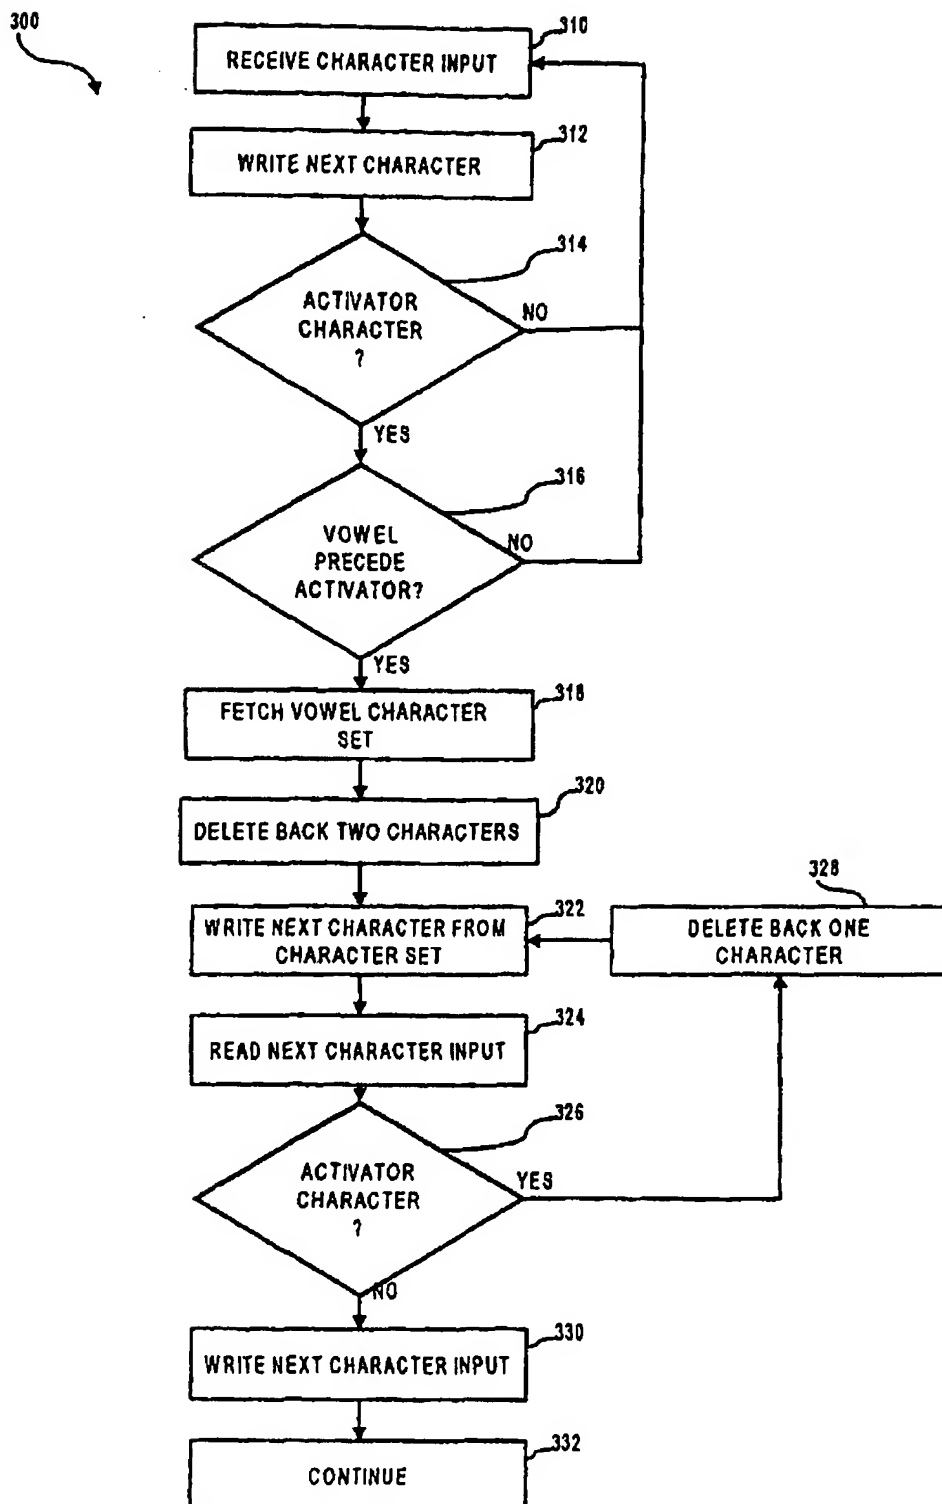 300
310
RECEIVE CHARACTER INPUT
312
WRITE NEXT CHARACTER
314
ACTIVATOR
CHARACTER
?
NO
YES
316
VOWEL
PRECEDE
ACTIVATOR?
NO
YES
318
FETCH VOWEL CHARACTER
SET
320
DELETE BACK TWO CHARACTERS
322
WRITE NEXT CHARACTER FROM
CHARACTER SET
328
DELETE BACK ONE
CHARACTER
324
READ NEXT CHARACTER INPUT
326
ACTIVATOR
CHARACTER
?
YES
NO
330
WRITE NEXT CHARACTER INPUT
332
CONTINUE